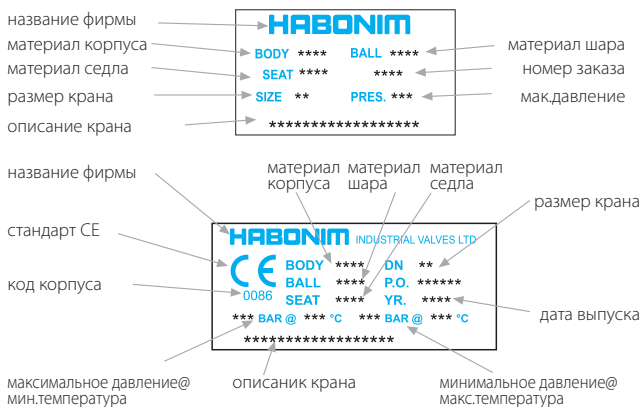 название фирмы
HABONIM
материал корпуса
BODY **** BALL ****
материал шара
материал седла
SEAT **** ****
номер заказа
размер крана
SIZE ** PRES. ***
мак.давление
описание крана
******************
название фирмы
материал корпуса
материал шара
материал седла
размер крана
HABONIM INDUSTRIAL VALVES LTD
стандарт CE
CE
BODY **** DN **
BALL **** P.O. ******
код корпуса
0086
SEAT **** YR. ****
дата выпуска
*** BAR @ *** °C *** BAR @ *** °C
******************
максимальное давление@
мин.температура
описаник крана
минимальное давление@
макс.температура